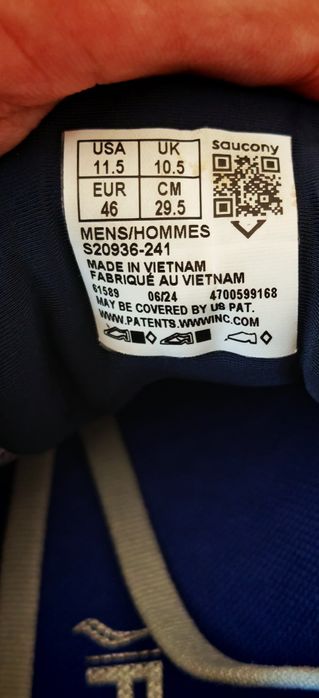 USA UK saucony
11.5 10.5
EUR CM
46 29.5
MENS/HOMMES
S20936-241
MADE IN VIETNAM
FABRIQUÉ AU VIETNAM
61589 06/24 4700599168
MAY BE COVERED BY US PAT.
WWW.PATENTS.WWWINC.COM